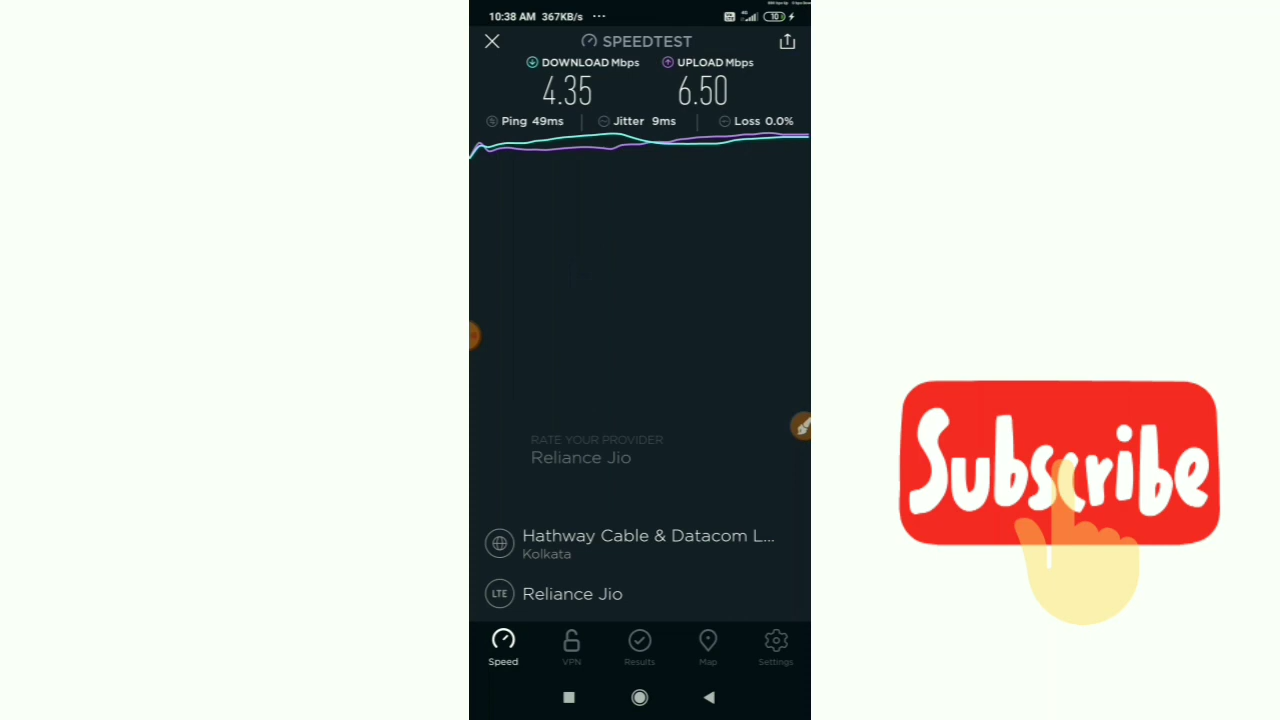 10:38 AM 367KB/s ...
4G
10
SPEEDTEST
DOWNLOAD Mbps UPLOAD Mbps
4.35 6.50
Ping 49ms Jitter 9ms Loss 0.0%
RATE YOUR PROVIDER
Reliance Jio
Hathway Cable & Datacom L...
Kolkata
LTE Reliance Jio
Speed VPN Results Map Settings
Subscribe